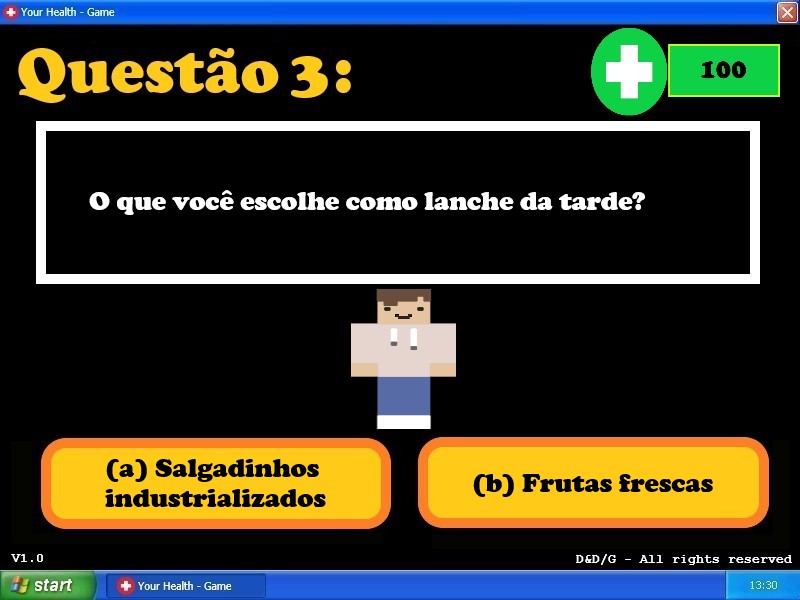 Your Health - Game
Questão 3:
100
O que você escolhe como lanche da tarde?
(a) Salgadinhos
industrializados
(b) Frutas frescas
V1.0
D&D/G - All rights reserved
start
Your Health - Game
13:30